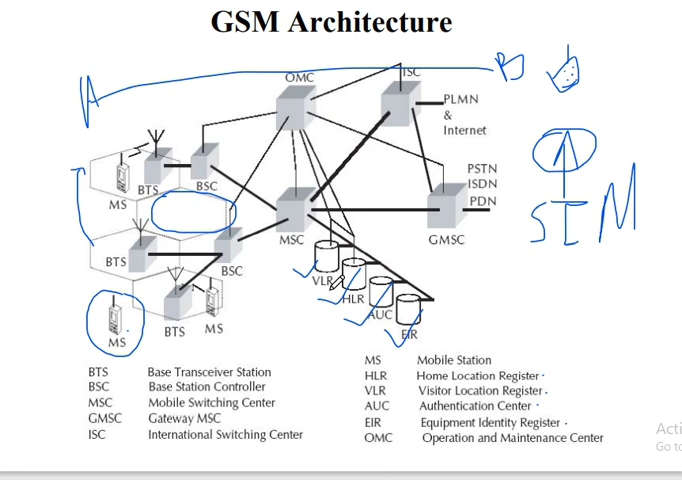 GSM Architecture
A
B
OMC
ISC
PLMN
&
Internet
PSTN
ISDN
PDN
SIM
MS
BTS
BSC
MSC
GMSC
BTS
BSC
VLR
HLR
AUC
EIR
MS
BTS
MS
BTS Base Transceiver Station
BSC Base Station Controller
MSC Mobile Switching Center
GMSC Gateway MSC
ISC International Switching Center
MS Mobile Station
HLR Home Location Register
VLR Visitor Location Register
AUC Authentication Center
EIR Equipment Identity Register
OMC Operation and Maintenance Center
Acti
Go to